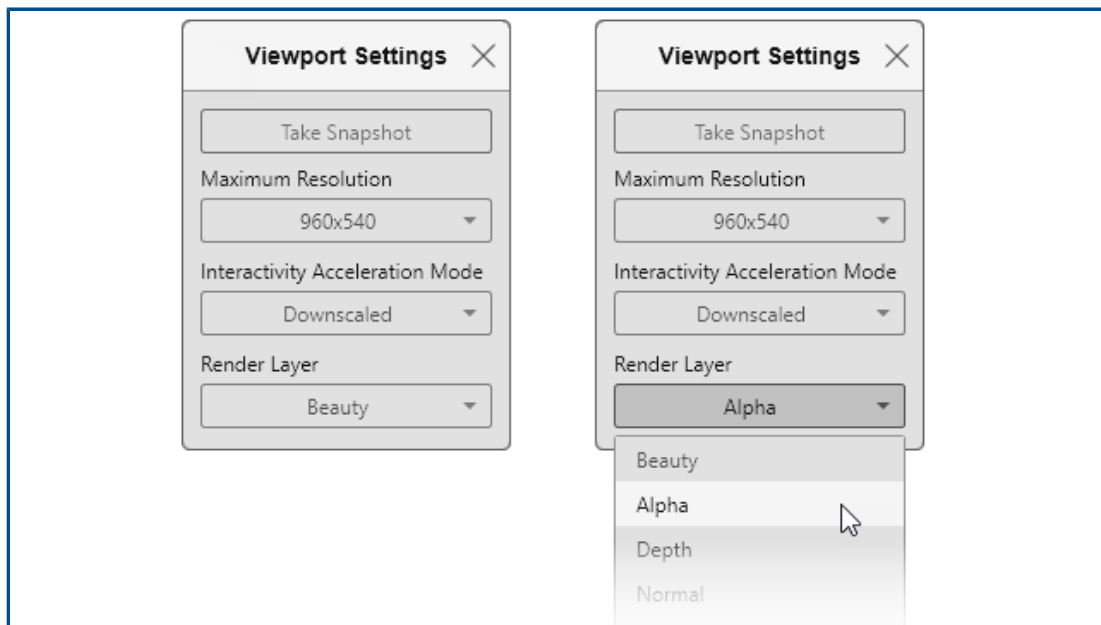 Viewport Settings
Take Snapshot
Maximum Resolution
960x540
Interactivity Acceleration Mode
Downscaled
Render Layer
Beauty
Viewport Settings
Take Snapshot
Maximum Resolution
960x540
Interactivity Acceleration Mode
Downscaled
Render Layer
Alpha
Beauty
Alpha
Depth
Normal